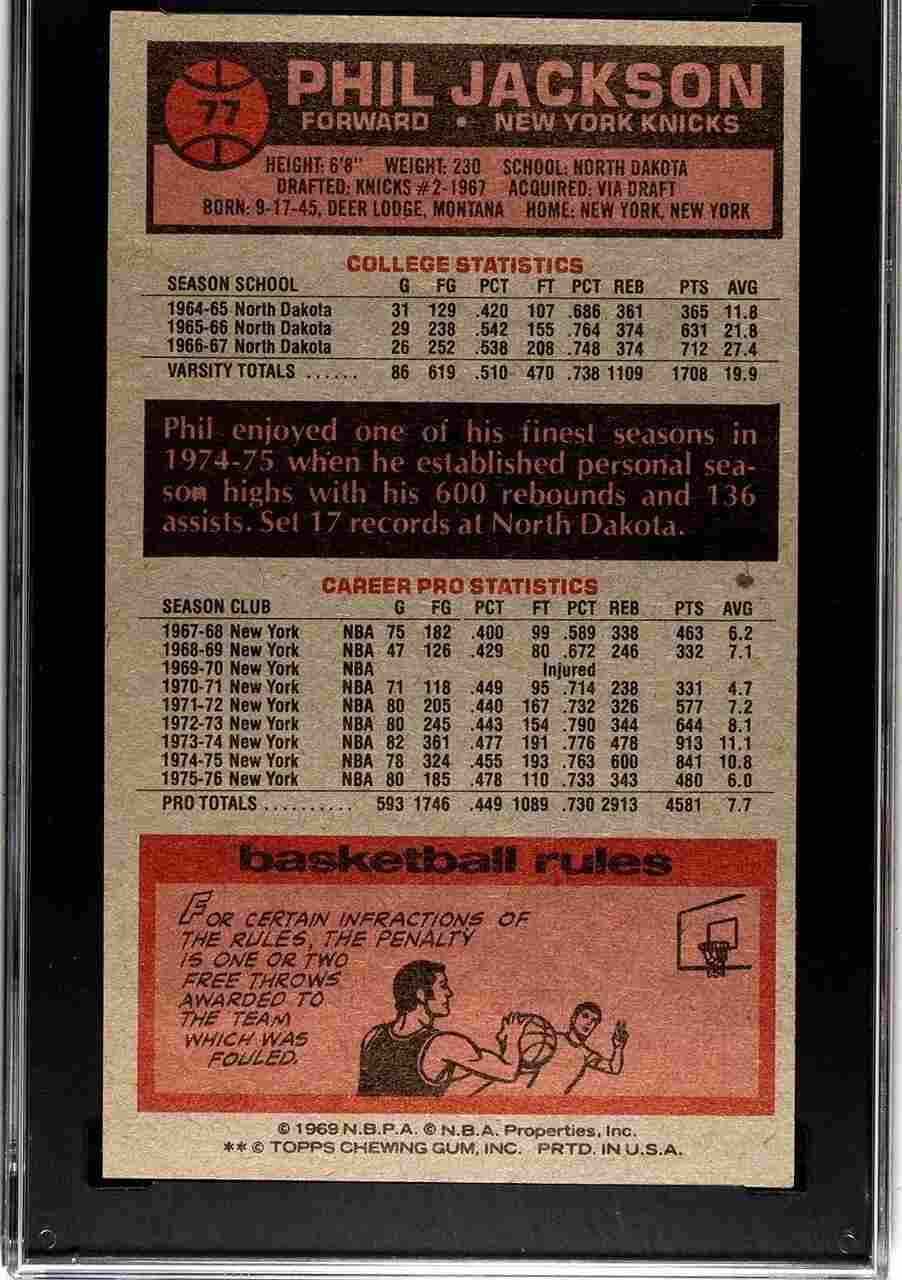 77
PHIL JACKSON
FORWARD • NEW YORK KNICKS
HEIGHT: 6'8" WEIGHT: 230 SCHOOL: NORTH DAKOTA
DRAFTED: KNICKS #2-1967 ACQUIRED: VIA DRAFT
BORN: 9-17-45, DEER LODGE, MONTANA HOME: NEW YORK, NEW YORK
COLLEGE STATISTICS
SEASON SCHOOL G FG PCT FT PCT REB PTS AVG
1964-65 North Dakota 31 129 .420 107 .686 361 365 11.8
1965-66 North Dakota 29 238 .542 155 .764 374 631 21.8
1966-67 North Dakota 26 252 .538 208 .748 374 712 27.4
VARSITY TOTALS ...... 86 619 .510 470 .738 1109 1708 19.9
Phil enjoyed one of his finest seasons in
1974-75 when he established personal sea-
son highs with his 600 rebounds and 136
assists. Set 17 records at North Dakota.
CAREER PRO STATISTICS
SEASON CLUB G FG PCT FT PCT REB PTS AVG
1967-68 New York NBA 75 182 .400 99 .589 338 463 6.2
1968-69 New York NBA 47 126 .429 80 .672 246 332 7.1
1969-70 New York NBA Injured
1970-71 New York NBA 71 118 .449 95 .714 238 331 4.7
1971-72 New York NBA 80 205 .440 167 .732 326 577 7.2
1972-73 New York NBA 80 245 .443 154 .790 344 644 8.1
1973-74 New York NBA 82 361 .477 191 .776 478 913 11.1
1974-75 New York NBA 78 324 .455 193 .763 600 841 10.8
1975-76 New York NBA 80 185 .478 110 .733 343 480 6.0
PRO TOTALS .......... 593 1746 .449 1089 .730 2913 4581 7.7
basketball rules
FOR CERTAIN INFRACTIONS OF
THE RULES, THE PENALTY
IS ONE OR TWO
FREE THROWS
AWARDED TO
THE TEAM
WHICH WAS
FOULED.
© 1969 N.B.P.A. © N.B.A. Properties, Inc.
** © TOPPS CHEWING GUM, INC. PRTD. IN U.S.A.